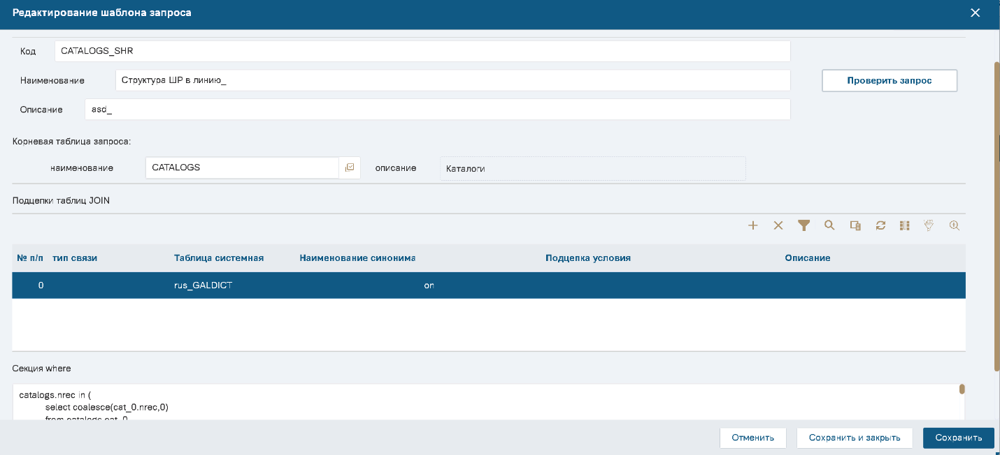 Редактирование шаблона запроса
Код CATALOGS_SHR
Наименование Структура ШР в линию_ Проверить запрос
Описание asd_
Корневая таблица запроса:
наименование CATALOGS описание Каталоги
Подцепки таблиц JOIN
№ п/п тип связи Таблица системная Наименование синонима Подцепка условия Описание
0 rus_GALDICT on
Секция where
catalogs.nrec in (
select coalesce(cat_0.nrec,0)
from catalogs cat_0
Отменить Сохранить и закрыть Сохранить